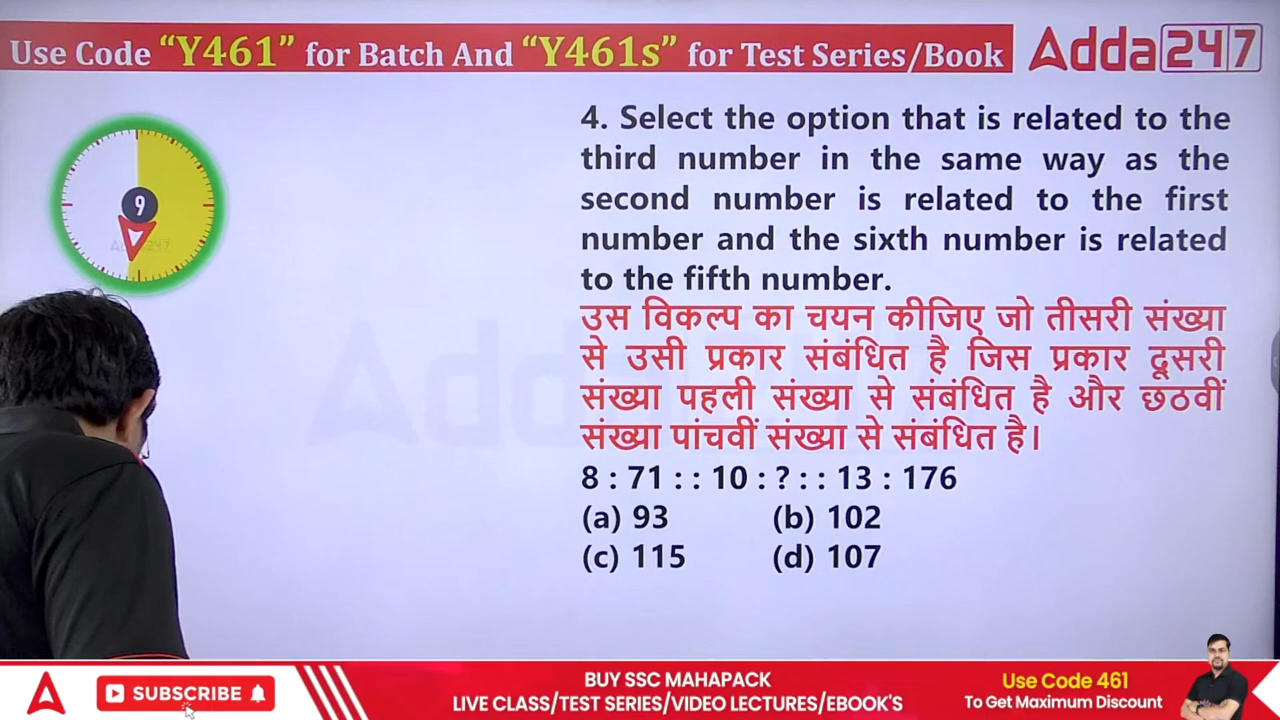 Use Code “Y461” for Batch And “Y461s” for Test Series/Book
Adda247
9
4. Select the option that is related to the
third number in the same way as the
second number is related to the first
number and the sixth number is related
to the fifth number.
उस विकल्प का चयन कीजिए जो तीसरी संख्या
से उसी प्रकार संबंधित है जिस प्रकार दूसरी
संख्या पहली संख्या से संबंधित है और छठवीं
संख्या पांचवीं संख्या से संबंधित है।
8 : 71 : : 10 : ? : : 13 : 176
(a) 93 (b) 102
(c) 115 (d) 107
SUBSCRIBE
BUY SSC MAHAPACK
LIVE CLASS/TEST SERIES/VIDEO LECTURES/EBOOK'S
Use Code 461
To Get Maximum Discount